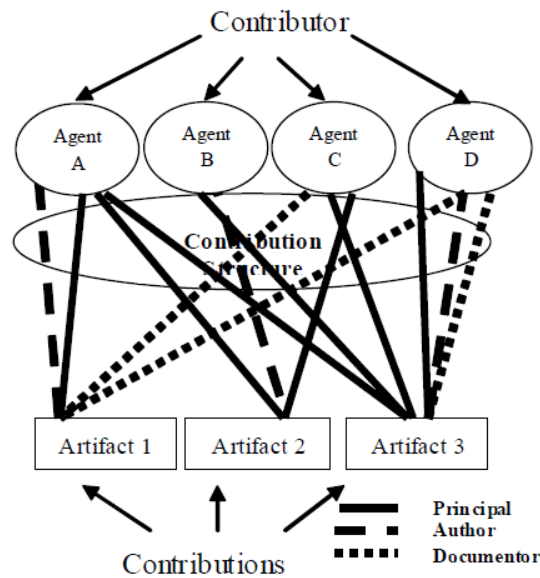 Contributor
Agent
A
Agent
B
Agent
C
Agent
D
Contribution
Structure
Artifact 1
Artifact 2
Artifact 3
Principal
Author
Documentor
Contributions